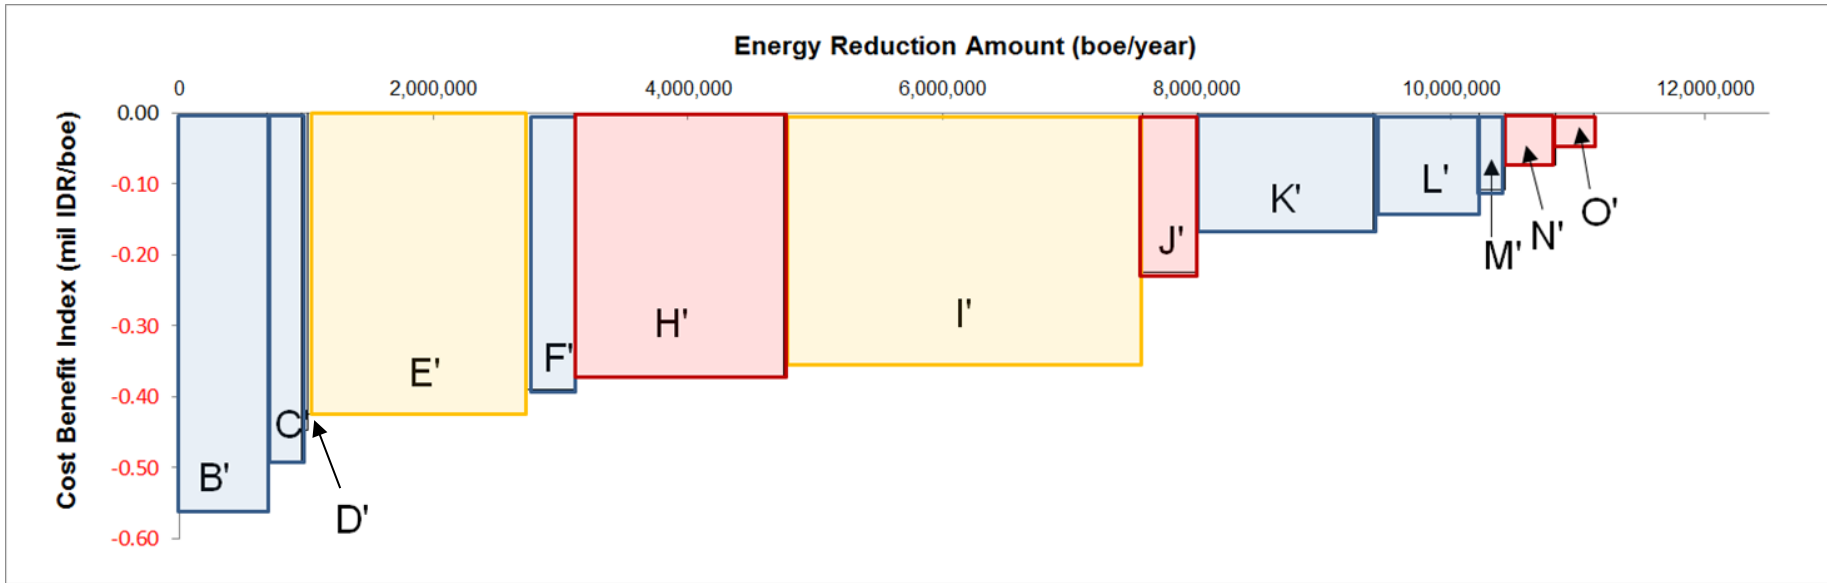 Energy Reduction Amount (boe/year)
0 2,000,000 4,000,000 6,000,000 8,000,000 10,000,000 12,000,000
Cost Benefit Index (mil IDR/boe)
0.00
-0.10
-0.20
-0.30
-0.40
-0.50
-0.60
B'
C'
D'
E'
F'
H'
I'
J'
K'
L'
M'
N'
O'